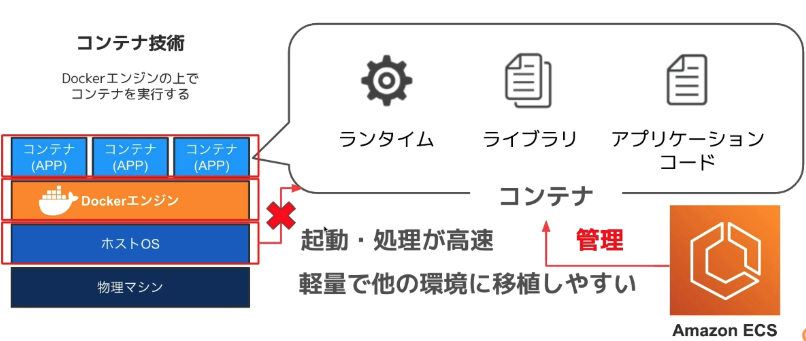 コンテナ技術
Dockerエンジンの上で
コンテナを実行する
コンテナ
(APP)
コンテナ
(APP)
コンテナ
(APP)
Dockerエンジン
ホストOS
物理マシン
ランタイム
ライブラリ
アプリケーション
コード
コンテナ
起動・処理が高速
管理
軽量で他の環境に移植しやすい
Amazon ECS